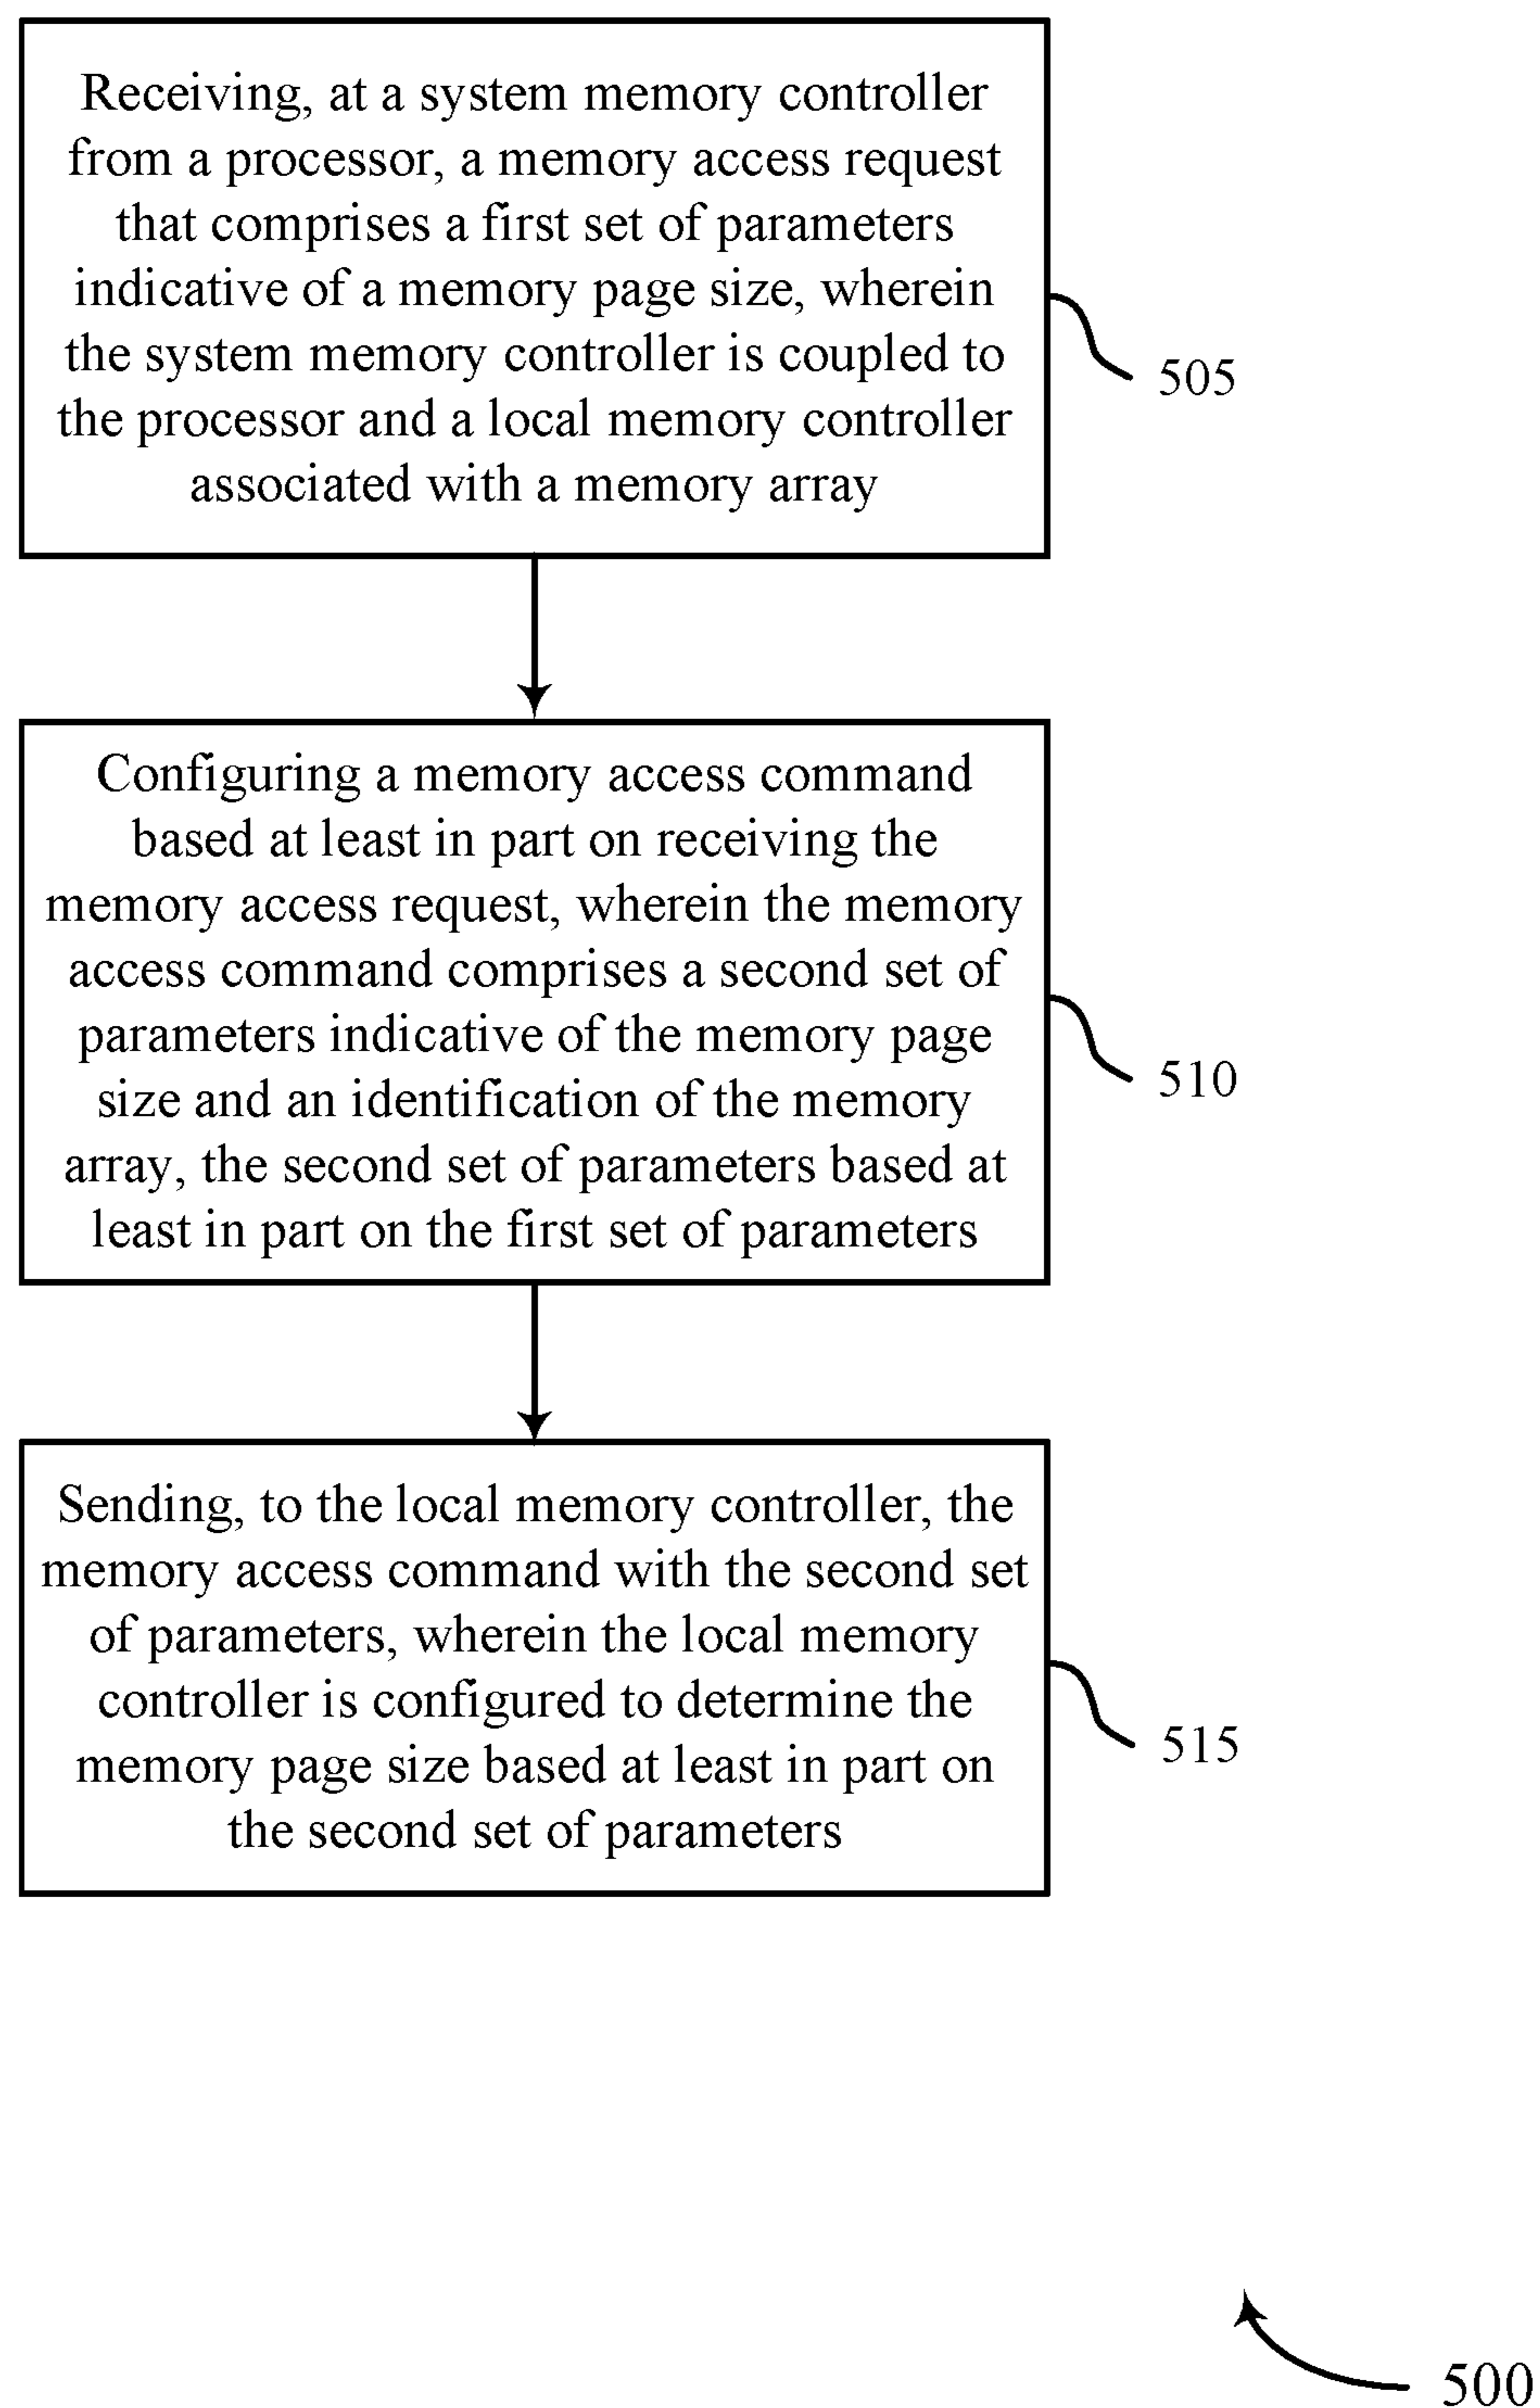 Receiving, at a system memory controller
from a processor, a memory access request
that comprises a first set of parameters
indicative of a memory page size, wherein
the system memory controller is coupled to
the processor and a local memory controller
associated with a memory array
505
Configuring a memory access command
based at least in part on receiving the
memory access request, wherein the memory
access command comprises a second set of
parameters indicative of the memory page
size and an identification of the memory
array, the second set of parameters based at
least in part on the first set of parameters
510
Sending, to the local memory controller, the
memory access command with the second set
of parameters, wherein the local memory
controller is configured to determine the
memory page size based at least in part on
the second set of parameters
515
500